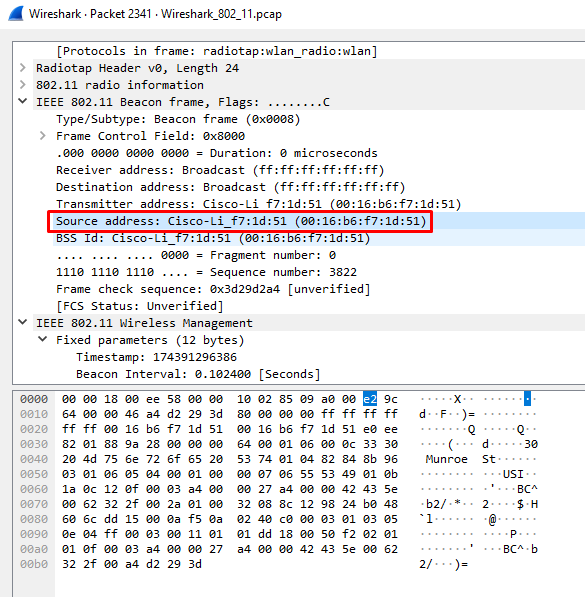 Wireshark · Packet 2341 · Wireshark_802_11.pcap
[Protocols in frame: radiotap:wlan_radio:wlan]
Radiotap Header v0, Length 24
802.11 radio information
IEEE 802.11 Beacon frame, Flags: ........C
Type/Subtype: Beacon frame (0x0008)
Frame Control Field: 0x8000
.000 0000 0000 0000 = Duration: 0 microseconds
Receiver address: Broadcast (ff:ff:ff:ff:ff:ff)
Destination address: Broadcast (ff:ff:ff:ff:ff:ff)
Transmitter address: Cisco-Li_f7:1d:51 (00:16:b6:f7:1d:51)
Source address: Cisco-Li_f7:1d:51 (00:16:b6:f7:1d:51)
BSS Id: Cisco-Li_f7:1d:51 (00:16:b6:f7:1d:51)
.... .... .... 0000 = Fragment number: 0
1110 1110 1110 .... = Sequence number: 3822
Frame check sequence: 0x3d29d2a4 [unverified]
[FCS Status: Unverified]
IEEE 802.11 Wireless Management
Fixed parameters (12 bytes)
Timestamp: 174391296386
Beacon Interval: 0.102400 [Seconds]
0000 00 00 18 00 ee 58 00 00 10 02 85 09 a0 00 e2 9c ·····X·· ········
0010 64 00 00 46 a4 d2 29 3d 80 00 00 00 ff ff ff ff d··F··)= ········
0020 ff ff 00 16 b6 f7 1d 51 00 16 b6 f7 1d 51 e0 ee ·······Q ·····Q··
0030 82 01 88 9a 28 00 00 00 64 00 01 06 00 0c 33 30 ····(··· d·····30
0040 20 4d 75 6e 72 6f 65 20 53 74 01 04 82 84 8b 96 Munroe St······
0050 03 01 06 05 04 00 01 00 00 07 06 55 53 49 01 0b ········ ···USI··
0060 1a 0c 12 0f 00 03 a4 00 00 27 a4 00 00 42 43 5e ········ ·'···BC^
0070 00 62 32 2f 00 2a 01 00 32 08 8c 12 98 24 b0 48 ·b2/·*·· 2····$·H
0080 60 6c dd 15 00 0a f5 0a 02 40 c0 00 03 01 03 05 `l······ ·@······
0090 0e 04 ff 00 03 00 11 01 01 dd 18 00 50 f2 02 01 ········ ····P···
00a0 01 0f 00 03 a4 00 00 27 a4 00 00 42 43 5e 00 62 ·······' ···BC^·b
00b0 32 2f 00 a4 d2 29 3d 2/···)=